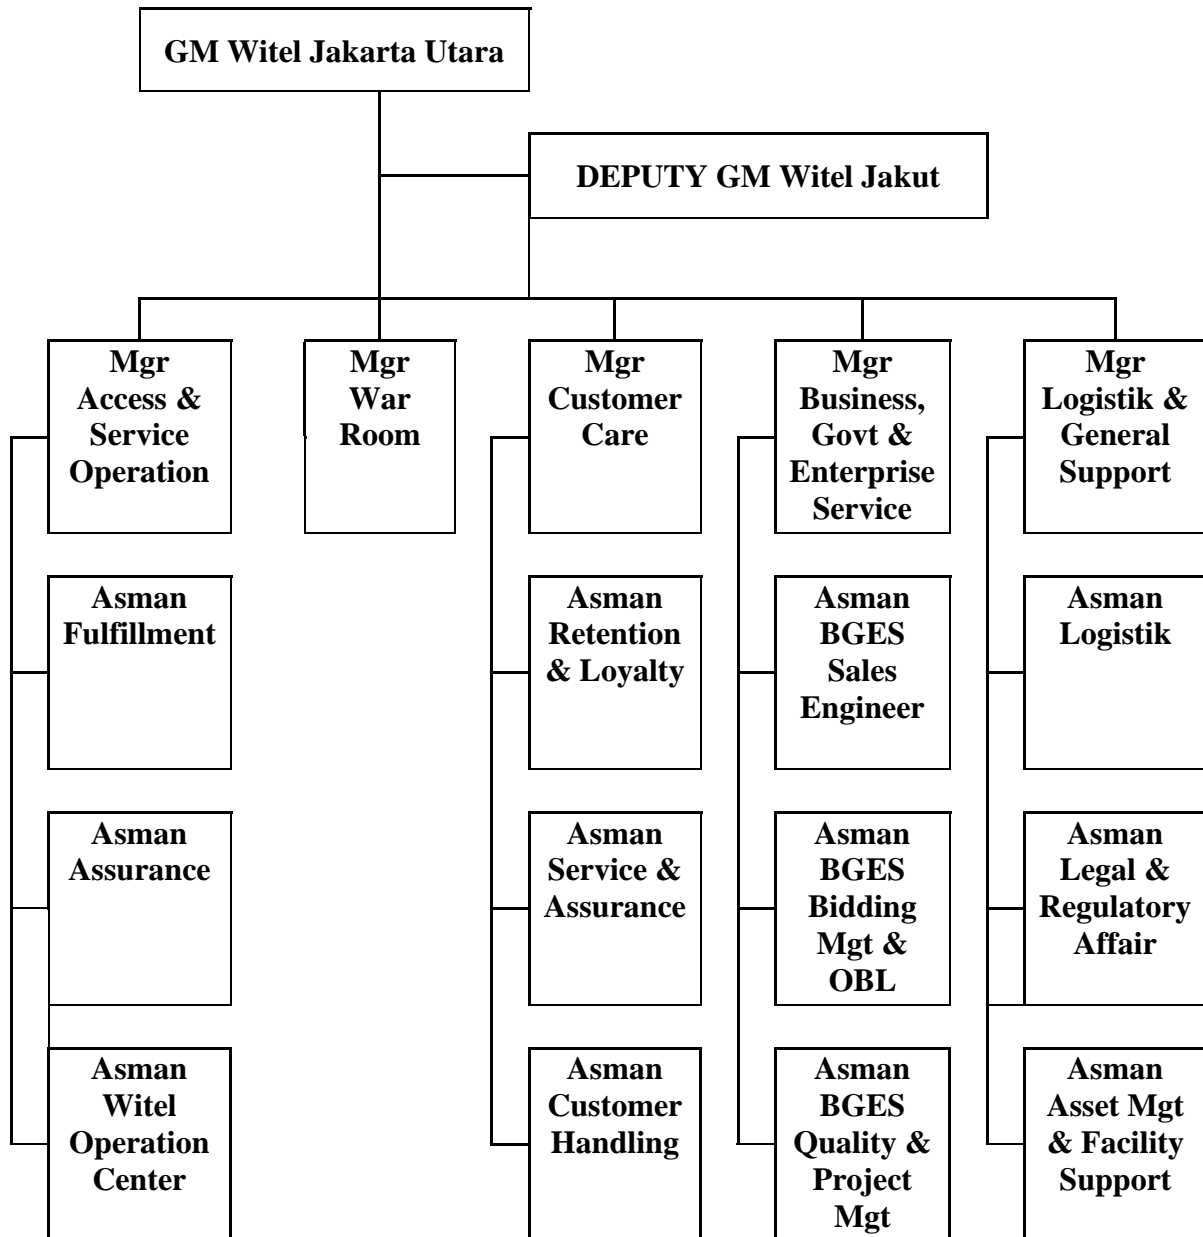 GM Witel Jakarta Utara
DEPUTY GM Witel Jakut
Mgr
Access &
Service
Operation
Mgr
War
Room
Mgr
Customer
Care
Mgr
Business,
Govt &
Enterprise
Service
Mgr
Logistik &
General
Support
Asman
Fulfillment
Asman
Retention
& Loyalty
Asman
BGES
Sales
Engineer
Asman
Logistik
Asman
Assurance
Asman
Service &
Assurance
Asman
BGES
Bidding
Mgt &
OBL
Asman
Legal &
Regulatory
Affair
Asman
Witel
Operation
Center
Asman
Customer
Handling
Asman
BGES
Quality &
Project
Mgt
Asman
Asset Mgt
& Facility
Support